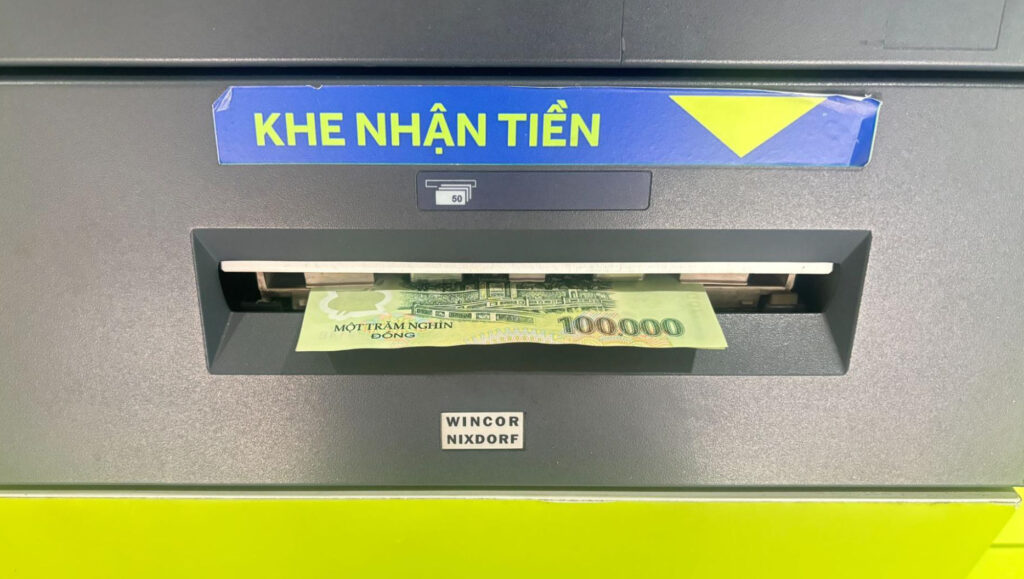 KHE NHẬN TIỀN
50
MỘT TRĂM NGHÌN
ĐỒNG
100.000
WINCOR
NIXDORF